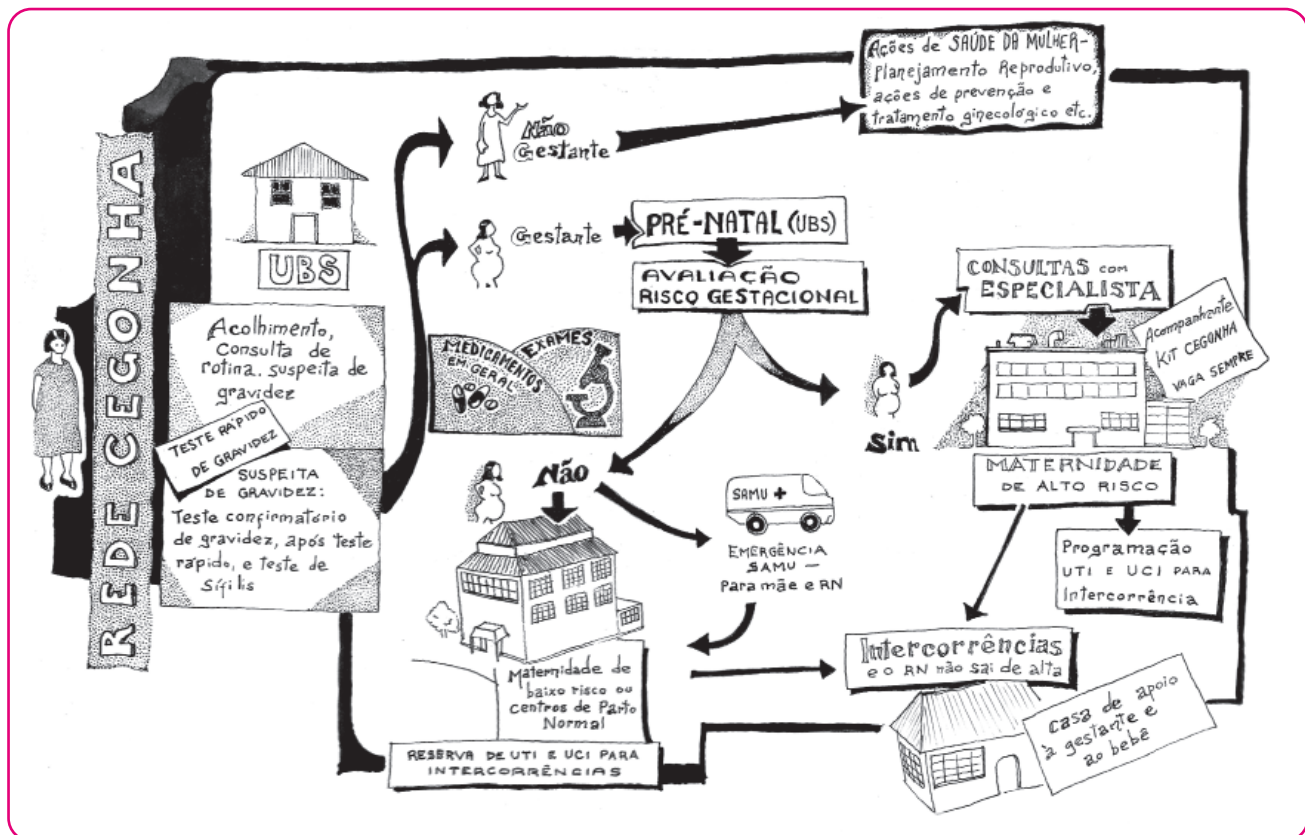 REDE CEGONHA
UBS
Acolhimento,
Consulta de
rotina. suspeita de
gravidez
TESTE RÁPIDO
DE GRAVIDEZ
SUSPEITA
DE GRAVIDEZ:
Teste confirmatório
de gravidez, após teste
rápido, e teste de
Sífilis
Não
Gestante
Ações de SAÚDE DA MULHER-
Planejamento Reprodutivo,
ações de prevenção e
tratamento ginecológico etc.
Gestante
PRÉ-NATAL (UBS)
AVALIAÇÃO
RISCO GESTACIONAL
MEDICAMENTOS
EM GERAL
EXAMES
Não
Sim
CONSULTAS com
ESPECIALISTA
Acompanhante
KIT CEGONHA
VAGA SEMPRE
MATERNIDADE
DE ALTO RISCO
Programação
UTI E UCI PARA
Intercorrência
SAMU +
EMERGÊNCIA
SAMU —
Para mãe e RN
Maternidade de
baixo risco ou
centros de Parto
Normal
RESERVA DE UTI E UCI PARA
INTERCORRÊNCIAS
Intercorrências
e o RN não sai de alta
casa de apoio
à gestante e
ao bebê